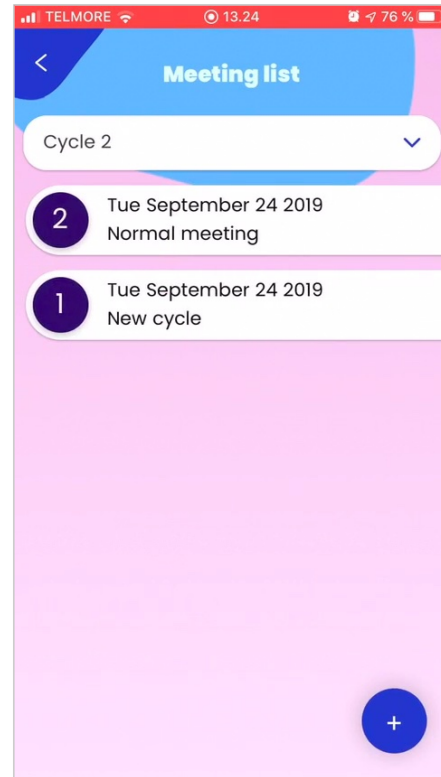 TELMORE 13.24 76 %
Meeting list
Cycle 2
2
Tue September 24 2019
Normal meeting
1
Tue September 24 2019
New cycle
+